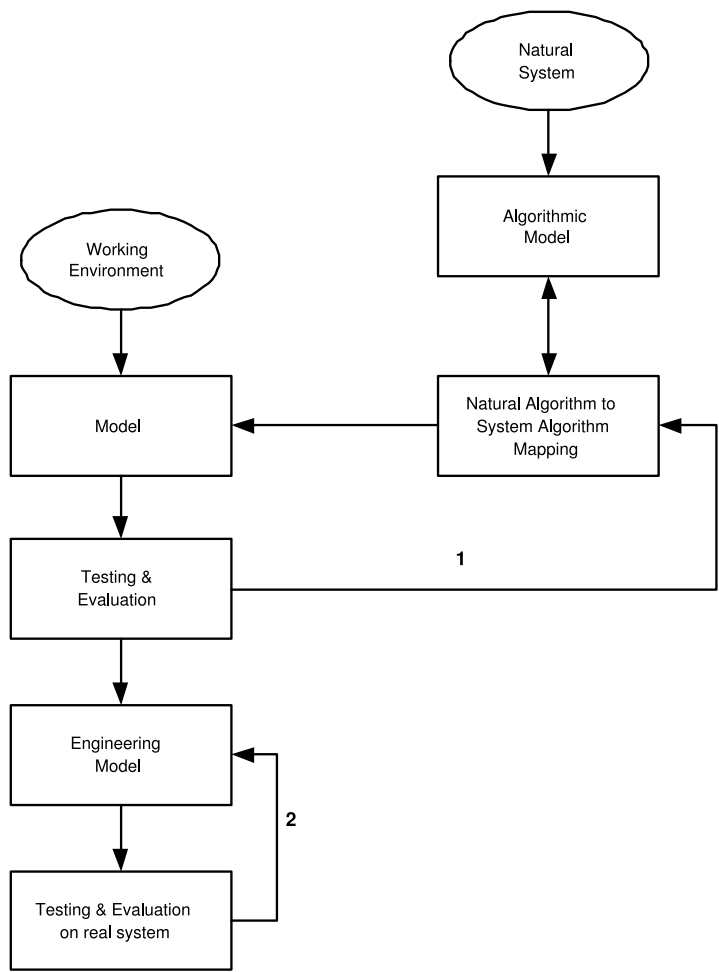 Natural
System
Algorithmic
Model
Working
Environment
Natural Algorithm to
System Algorithm
Mapping
Model
1
Testing &
Evaluation
Engineering
Model
2
Testing & Evaluation
on real system